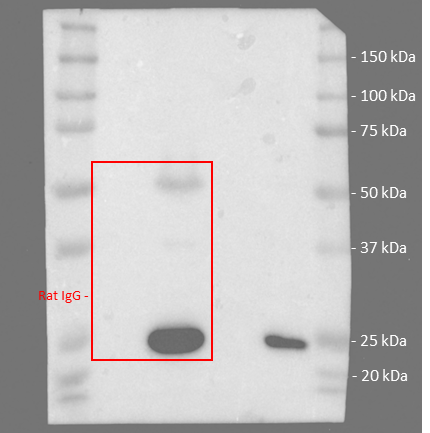 - 150 kDa
- 100 kDa
- 75 kDa
- 50 kDa
- 37 kDa
Rat IgG -
- 25 kDa
- 20 kDa